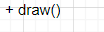 + draw()